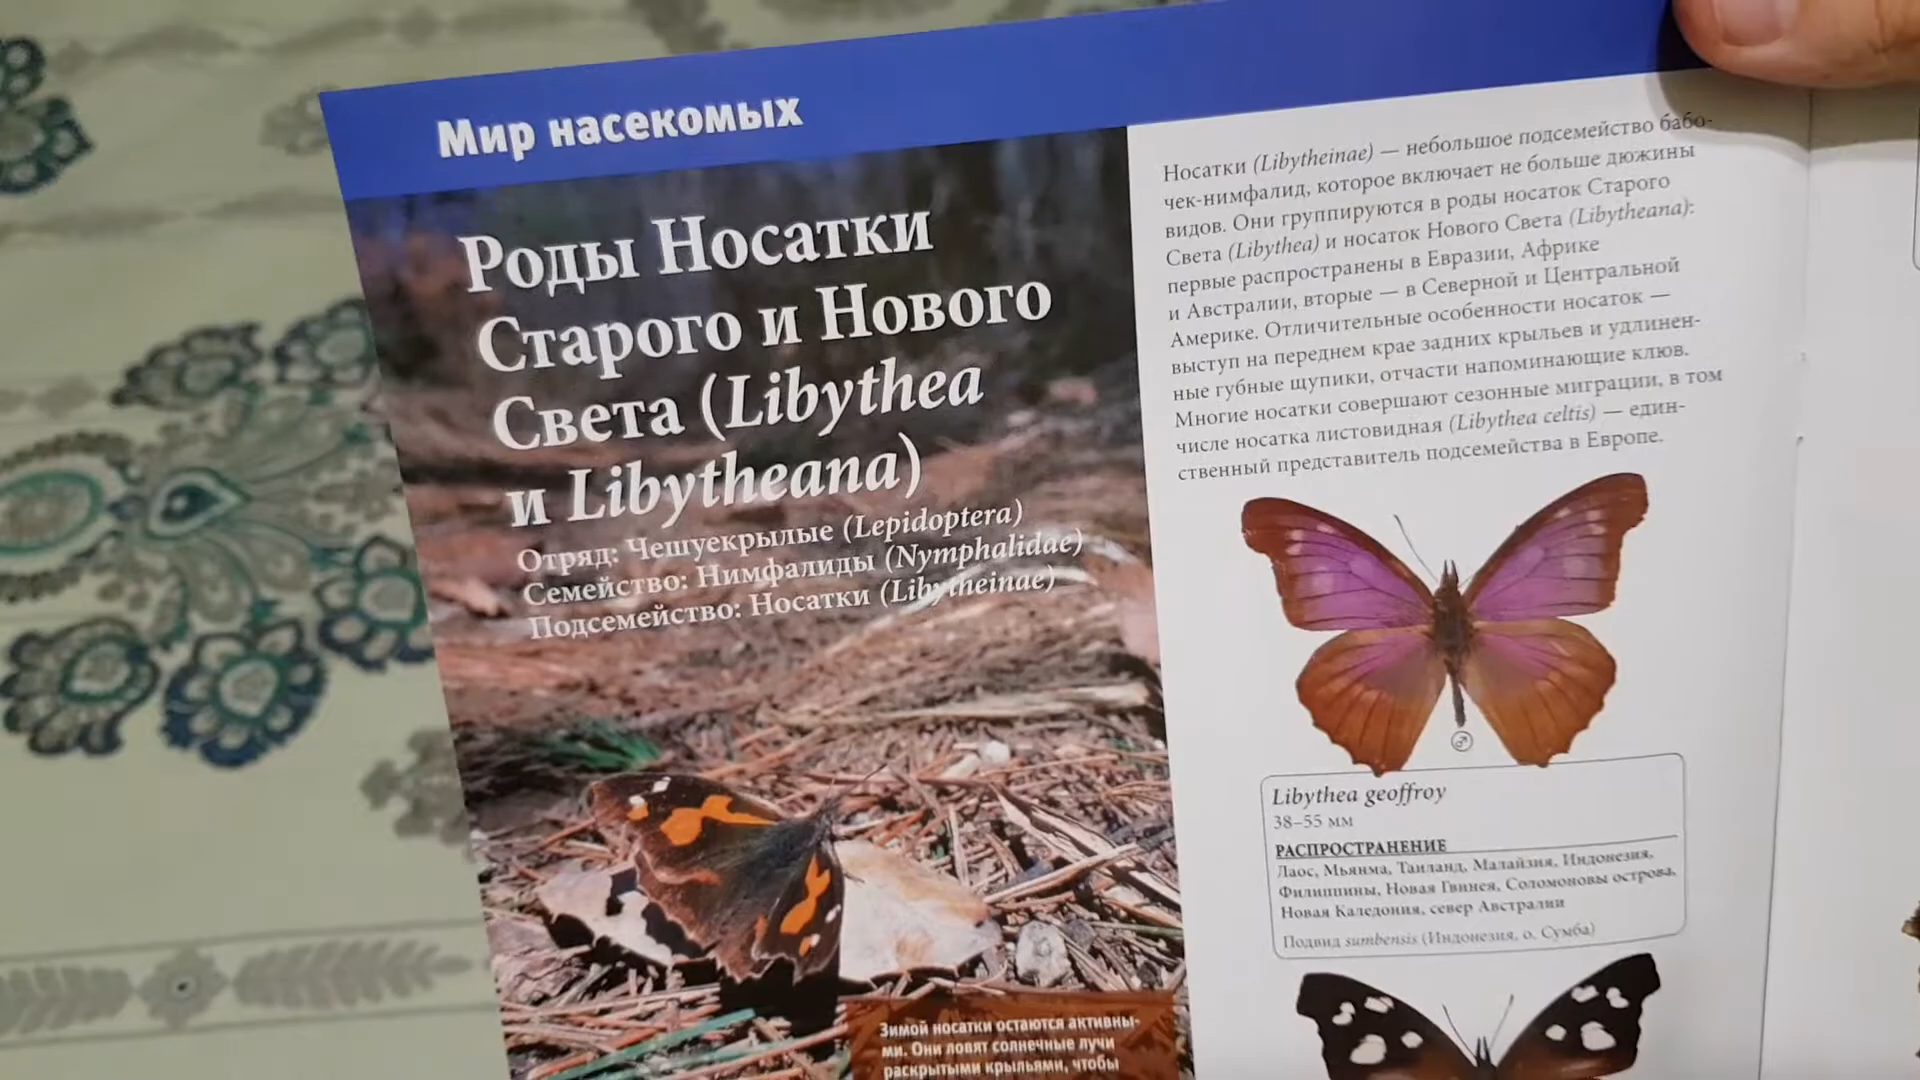 Мир насекомых
Роды Носатки
Старого и Нового
Света (Libythea
и Libytheana)
Отряд: Чешуекрылые (Lepidoptera)
Семейство: Нимфалиды (Nymphalidae)
Подсемейство: Носатки (Libytheinae)
Зимой носатки остаются активны-
ми. Они ловят солнечные лучи
раскрытыми крыльями, чтобы
Носатки (Libytheinae) — небольшое подсемейство бабо-
чек-нимфалид, которое включает не больше дюжины
видов. Они группируются в роды носаток Старого
Света (Libythea) и носаток Нового Света (Libytheana):
первые распространены в Евразии, Африке
и Австралии, вторые — в Северной и Центральной
Америке. Отличительные особенности носаток —
выступ на переднем крае задних крыльев и удлинен-
ные губные щупики, отчасти напоминающие клюв.
Многие носатки совершают сезонные миграции, в том
числе носатка листовидная (Libythea celtis) — един-
ственный представитель подсемейства в Европе.
♂
Libythea geoffroy
38–55 мм
РАСПРОСТРАНЕНИЕ
Лаос, Мьянма, Таиланд, Малайзия, Индонезия,
Филиппины, Новая Гвинея, Соломоновы острова,
Новая Каледония, север Австралии
Подвид sumbensis (Индонезия, о. Сумба)